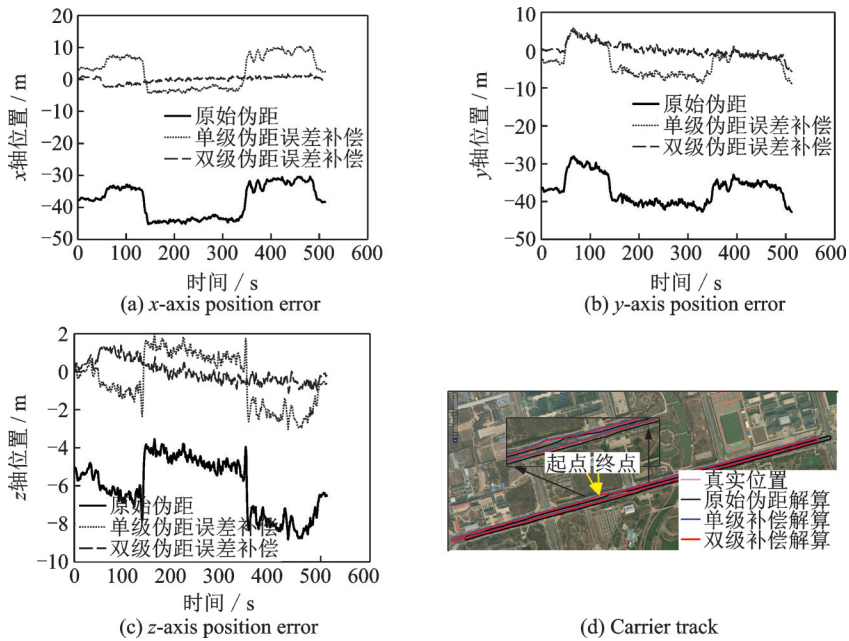 20
10
0
−10
−20
−30
−40
−50
x轴位置 / m
原始伪距
单级伪距误差补偿
双级伪距误差补偿
0 100 200 300 400 500 600
时间 / s
(a) x-axis position error
10
0
−10
−20
−30
−40
−50
y轴位置 / m
原始伪距
单级伪距误差补偿
双级伪距误差补偿
0 100 200 300 400 500 600
时间 / s
(b) y-axis position error
2
0
−2
−4
−6
−8
−10
z轴位置 / m
原始伪距
单级伪距误差补偿
双级伪距误差补偿
0 100 200 300 400 500 600
时间 / s
(c) z-axis position error
起点 终点
真实位置
原始伪距解算
单级补偿解算
双级补偿解算
(d) Carrier track